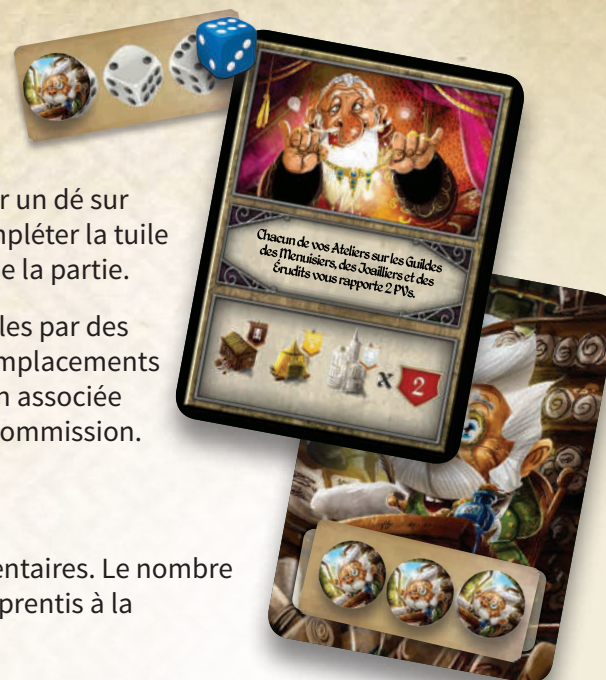 r un dé sur
mpléter la tuile
e la partie.
les par des
mplacements
n associée
ommission.
entaires. Le nombre
prentis à la
Chacun de vos Ateliers sur les Guildes
des Menuisiers, des Joailliers et des
Érudits vous rapporte 2 PVs.
x 2